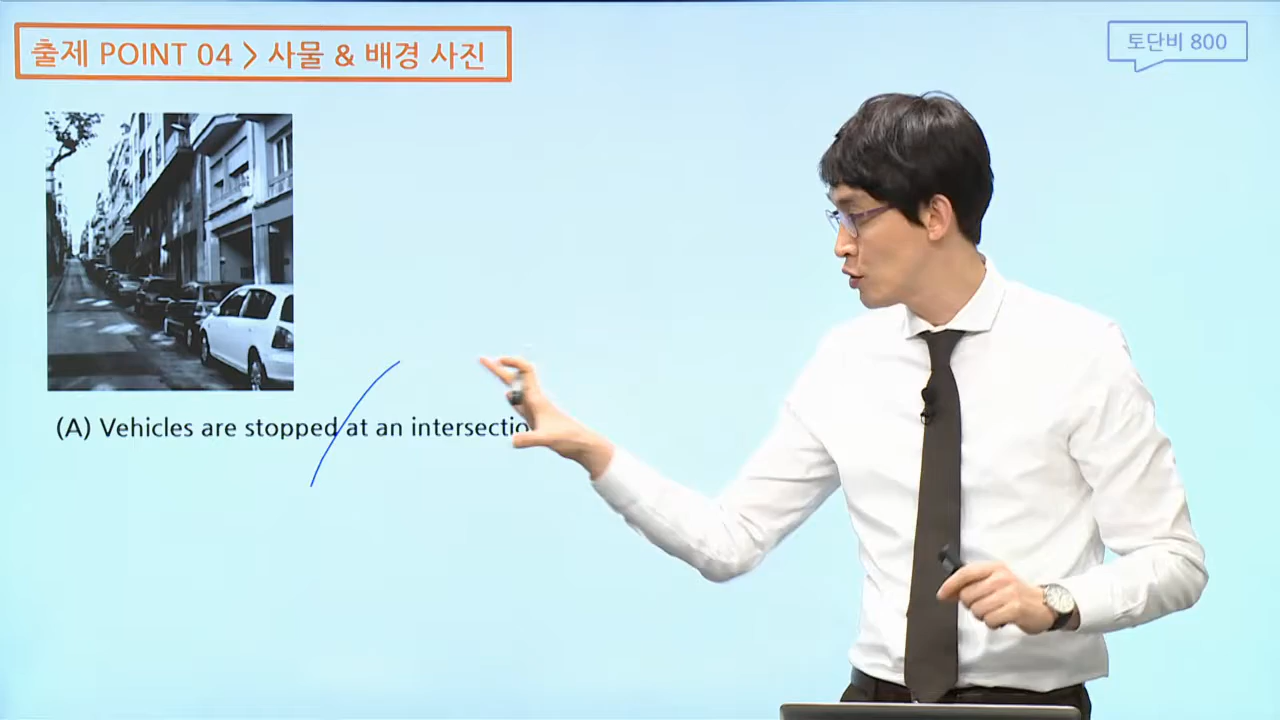 출제 POINT 04 > 사물 & 배경 사진
토단비 800
(A) Vehicles are stopped at an